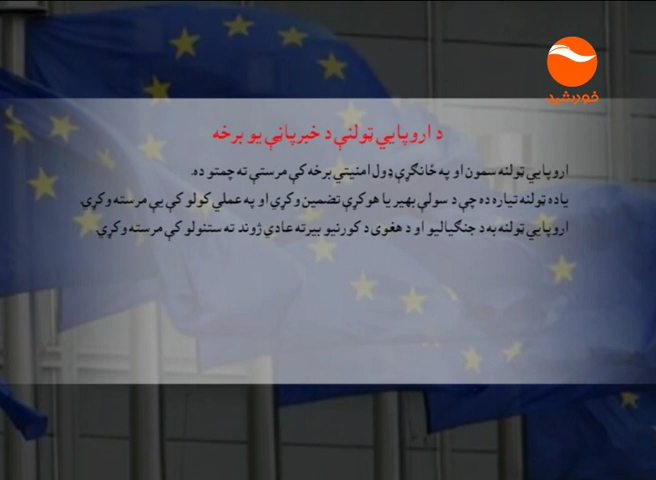 خورشید
د اروپايي ټولنې د خبرپاڼې يو برخه
اروپايي ټولنه سمون او په ځانګړې ډول امنيتي برخه کې مرستې ته چمتو ده.
ياده ټولنه تياره ده چې د سولې بهير يا هوکړې تضمين وکړي او په عملي کولو کې يې مرسته وکړي.
اروپايي ټولنه به د جنګياليو او د هغوی د کورنيو بيرته عادي ژوند ته ستنولو کې مرسته وکړي.